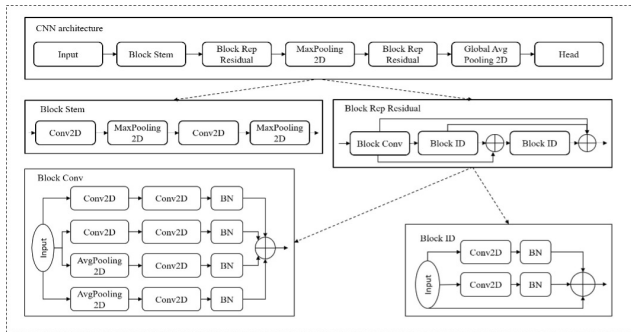 CNN architecture
Input
Block Stem
Block Rep
Residual
MaxPooling
2D
Block Rep
Residual
Global Avg
Pooling 2D
Head
Block Stem
Conv2D
MaxPooling
2D
Conv2D
MaxPooling
2D
Block Rep Residual
Block Conv
Block ID
Block ID
Block Conv
Input
Conv2D
Conv2D
BN
Conv2D
Conv2D
BN
AvgPooling
2D
Conv2D
BN
AvgPooling
2D
Conv2D
BN
Block ID
Input
Conv2D
BN
Conv2D
BN